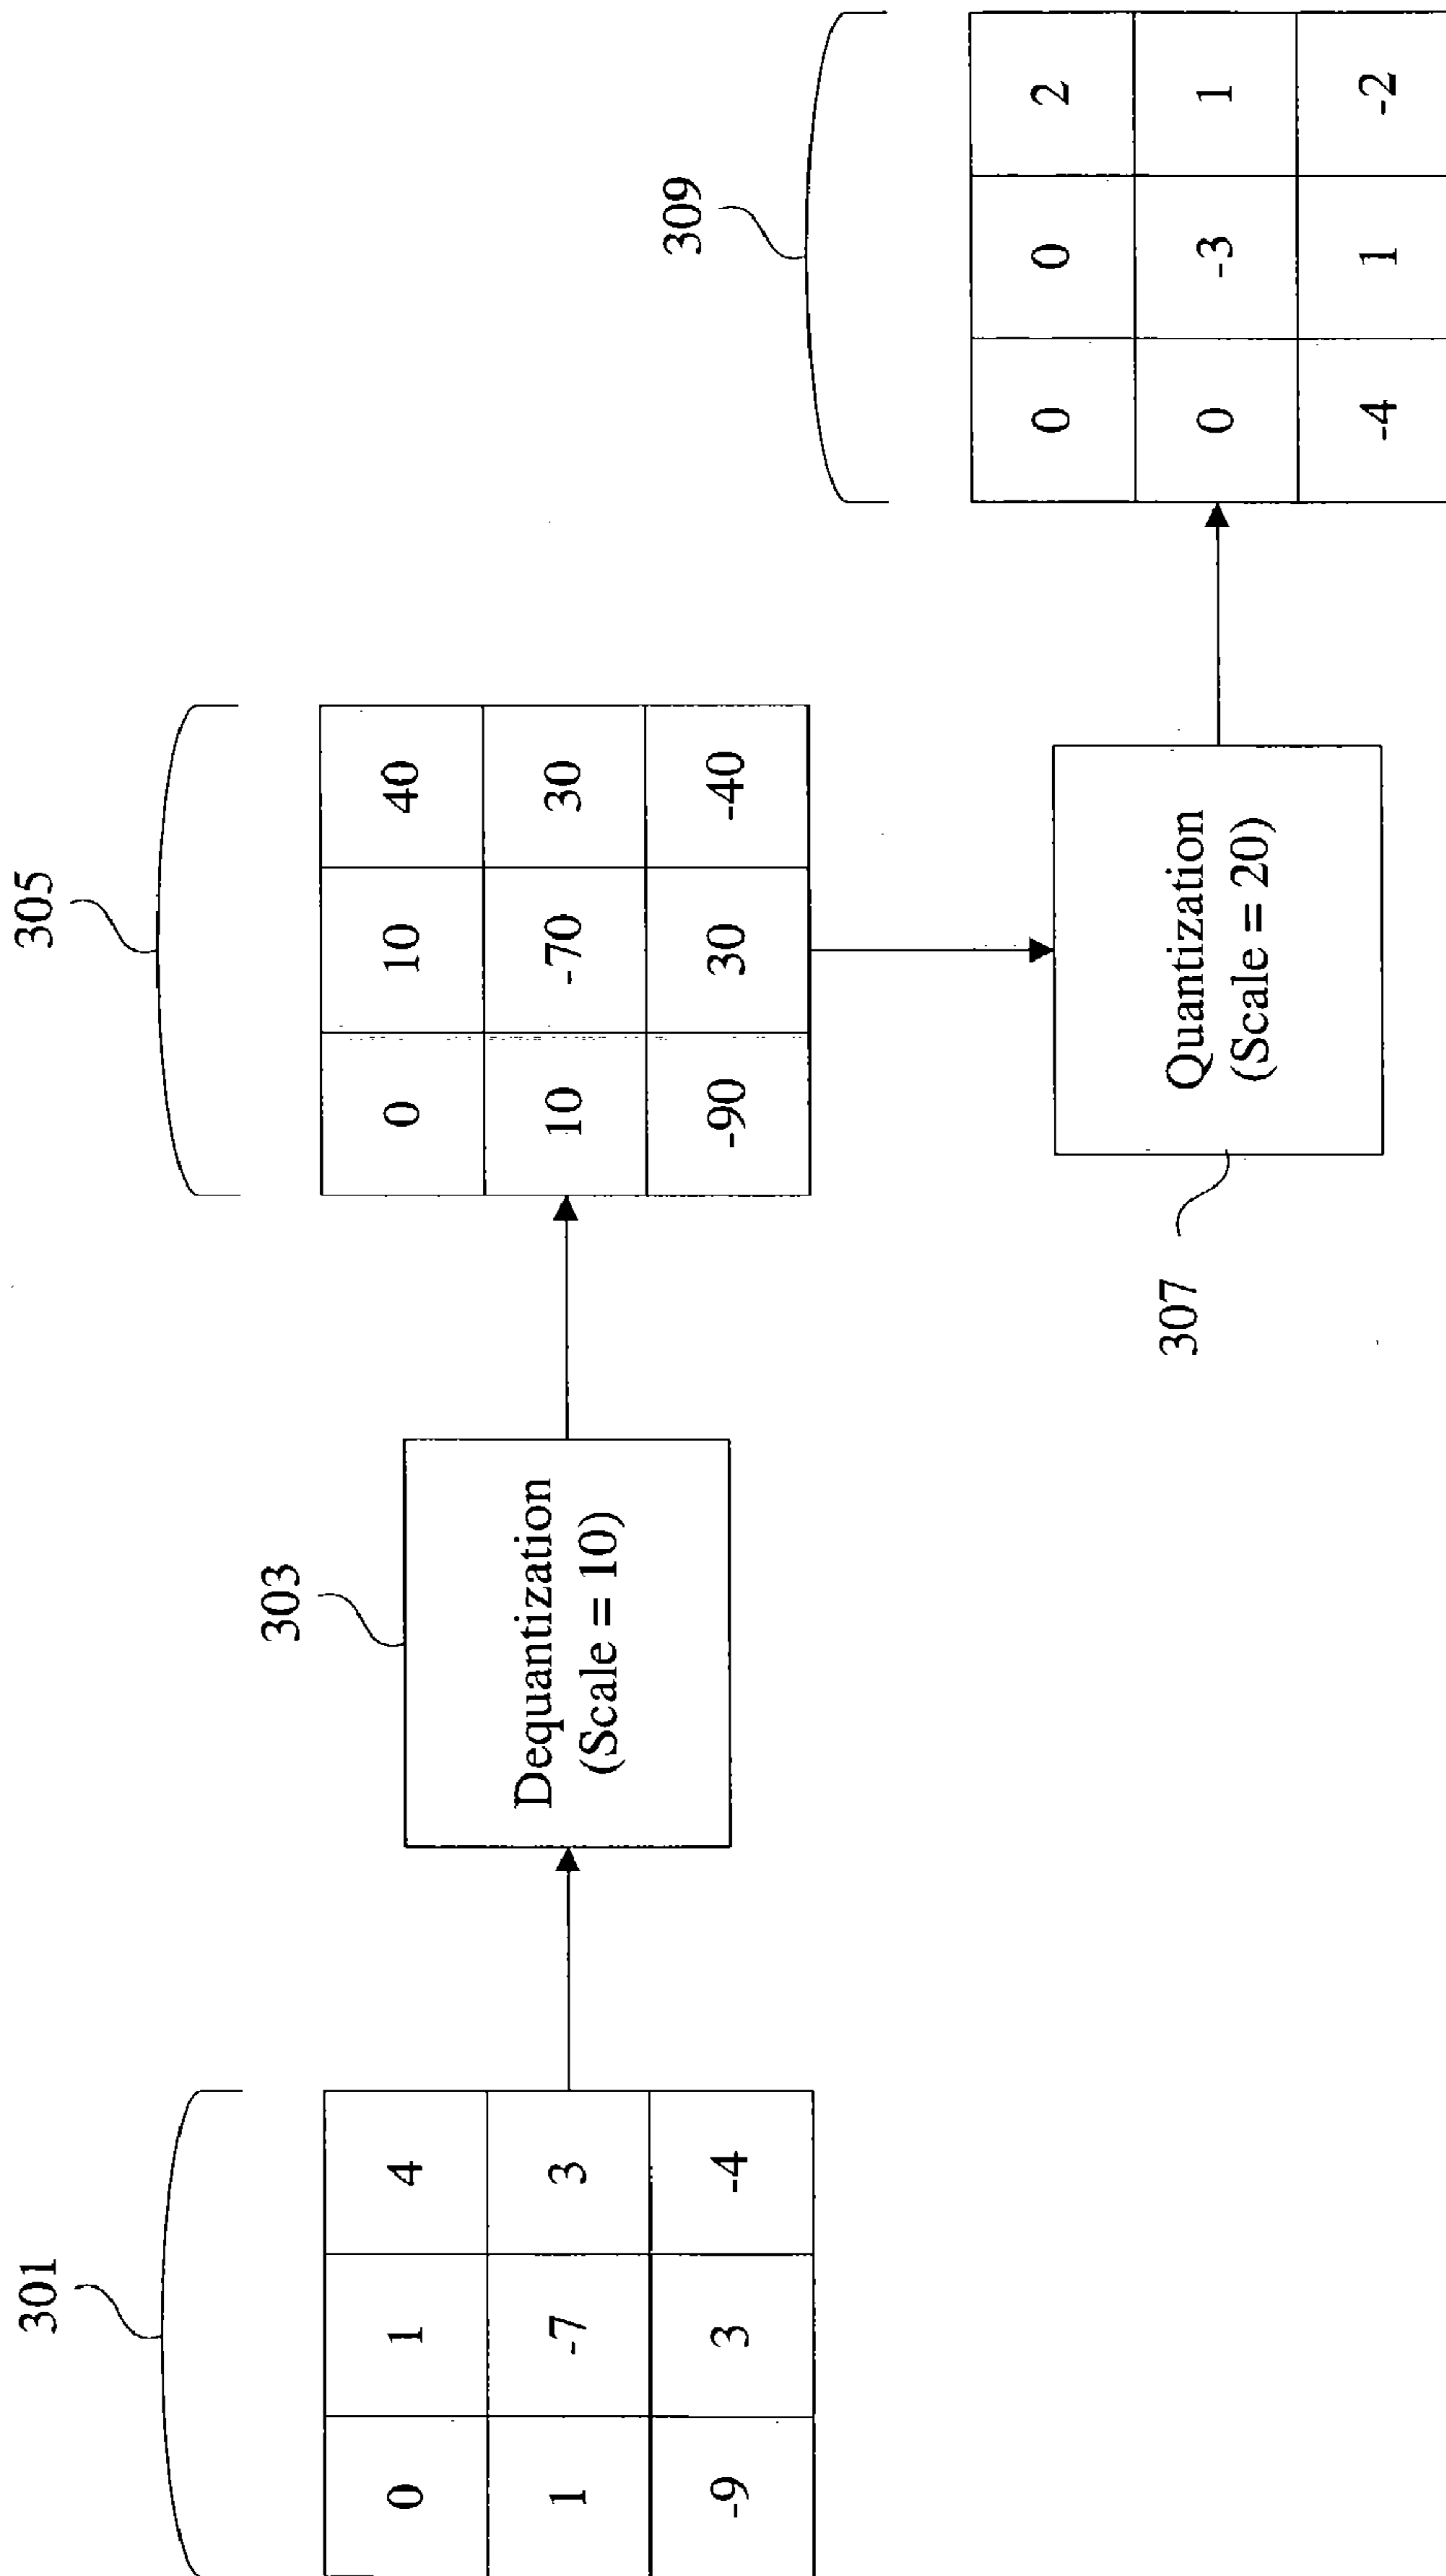 301
0 1 4
1 -7 3
-9 3 -4
303
Dequantization
(Scale = 10)
305
0 10 40
10 -70 30
-90 30 -40
307
Quantization
(Scale = 20)
309
0 0 2
0 -3 1
-4 1 -2